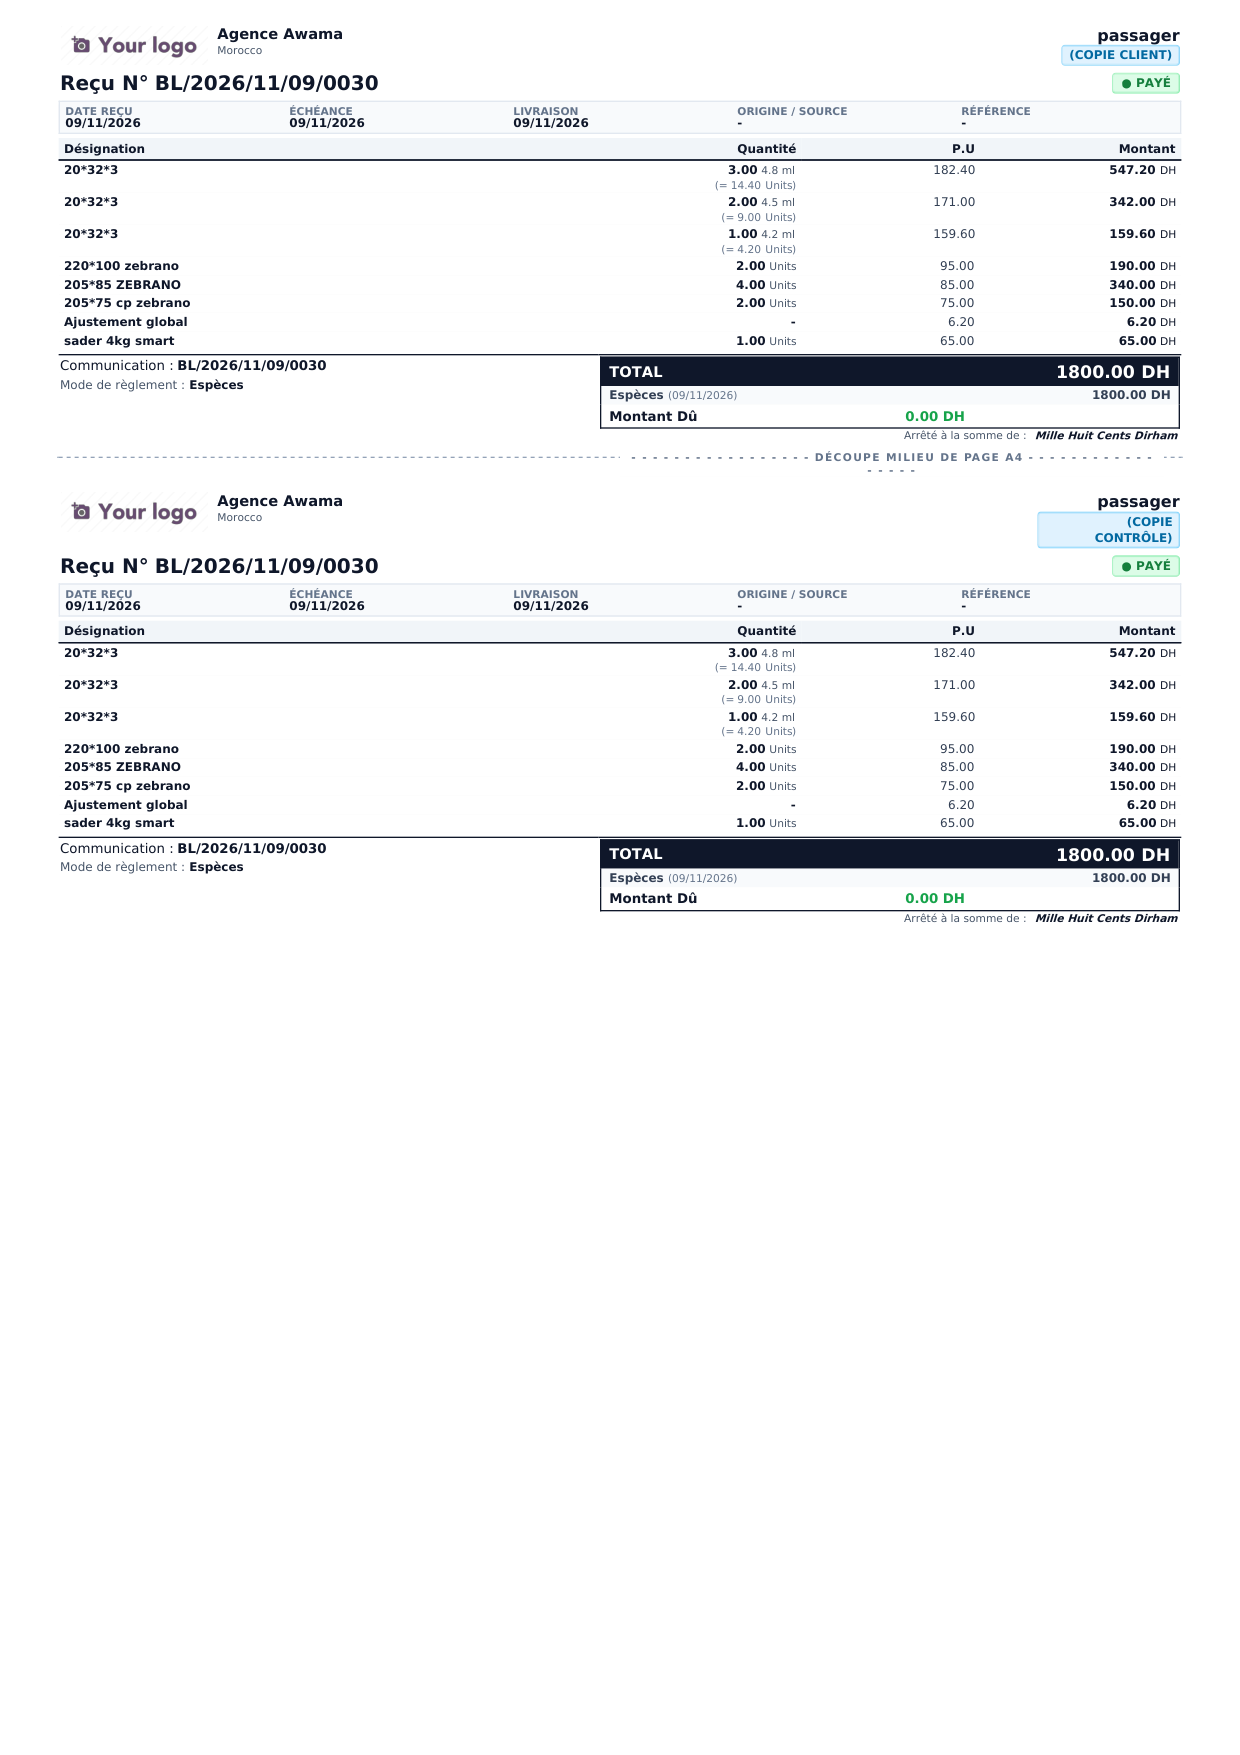 Your logo
Agence Awama
Morocco
passager
(COPIE CLIENT)
Reçu N° BL/2026/11/09/0030
● PAYÉ
DATE REÇU ÉCHÉANCE LIVRAISON ORIGINE / SOURCE RÉFÉRENCE
09/11/2026 09/11/2026 09/11/2026 - -
Désignation Quantité P.U Montant
20*32*3 3.00 4.8 ml 182.40 547.20 DH
(= 14.40 Units)
20*32*3 2.00 4.5 ml 171.00 342.00 DH
(= 9.00 Units)
20*32*3 1.00 4.2 ml 159.60 159.60 DH
(= 4.20 Units)
220*100 zebrano 2.00 Units 95.00 190.00 DH
205*85 ZEBRANO 4.00 Units 85.00 340.00 DH
205*75 cp zebrano 2.00 Units 75.00 150.00 DH
Ajustement global - 6.20 6.20 DH
sader 4kg smart 1.00 Units 65.00 65.00 DH
Communication : BL/2026/11/09/0030
Mode de règlement : Espèces
TOTAL 1800.00 DH
Espèces (09/11/2026) 1800.00 DH
Montant Dû 0.00 DH
Arrêté à la somme de : Mille Huit Cents Dirham
- - - - - - - - - - - - - - - - - DÉCOUPE MILIEU DE PAGE A4 - - - - - - - - - - - -
- - - - -
Your logo
Agence Awama
Morocco
passager
(COPIE
CONTRÔLE)
Reçu N° BL/2026/11/09/0030
● PAYÉ
DATE REÇU ÉCHÉANCE LIVRAISON ORIGINE / SOURCE RÉFÉRENCE
09/11/2026 09/11/2026 09/11/2026 - -
Désignation Quantité P.U Montant
20*32*3 3.00 4.8 ml 182.40 547.20 DH
(= 14.40 Units)
20*32*3 2.00 4.5 ml 171.00 342.00 DH
(= 9.00 Units)
20*32*3 1.00 4.2 ml 159.60 159.60 DH
(= 4.20 Units)
220*100 zebrano 2.00 Units 95.00 190.00 DH
205*85 ZEBRANO 4.00 Units 85.00 340.00 DH
205*75 cp zebrano 2.00 Units 75.00 150.00 DH
Ajustement global - 6.20 6.20 DH
sader 4kg smart 1.00 Units 65.00 65.00 DH
Communication : BL/2026/11/09/0030
Mode de règlement : Espèces
TOTAL 1800.00 DH
Espèces (09/11/2026) 1800.00 DH
Montant Dû 0.00 DH
Arrêté à la somme de : Mille Huit Cents Dirham